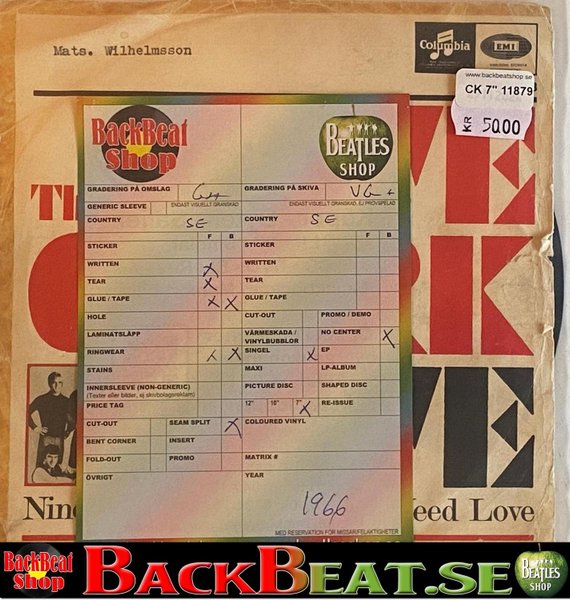 Mats. Wilhelmsson
Columbia
EMI
www.backbeatshop.se
CK 7" 11879
KR 50.00
BackBeat
Shop
BEATLES
SHOP
GRADERING PÅ OMSLAG G+
GRADERING PÅ SKIVA VG +
GENERIC SLEEVE
ENDAST VISUELLT GRANSKAD
ENDAST VISUELLT GRANSKAD, EJ PROVSPELAD
COUNTRY SE
COUNTRY SE
F B
F B
STICKER
STICKER
WRITTEN X
WRITTEN
TEAR X
TEAR
GLUE / TAPE X X
GLUE / TAPE
HOLE
CUT-OUT
PROMO / DEMO
LAMINATSLÄPP
VÄRMESKADA /
VINYLBUBBLOR
NO CENTER X
RINGWEAR X X
SINGEL X
EP
STAINS
MAXI
LP-ALBUM
INNERSLEEVE (NON-GENERIC)
(Texter eller bilder, ej skivbolagsreklam)
PICTURE DISC
SHAPED DISC
PRICE TAG
12" 10" 7" X
RE-ISSUE
CUT-OUT
SEAM SPLIT X
COLOURED VINYL
BENT CORNER
INSERT
FOLD-OUT
PROMO
MATRIX #
ÖVRIGT
YEAR
1966
MED RESERVATION FÖR MISSAR/FELAKTIGHETER
Need Love
BackBeat
Shop
BACKBEAT.SE
BEATLES
SHOP